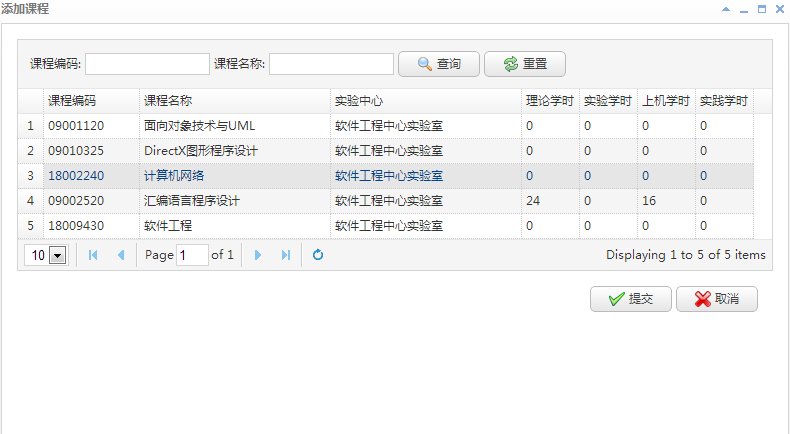 添加课程
课程编码: 课程名称: 查询 重置
课程编码 课程名称 实验中心 理论学时 实验学时 上机学时 实践学时
1 09001120 面向对象技术与UML 软件工程中心实验室 0 0 0 0
2 09010325 DirectX图形程序设计 软件工程中心实验室 0 0 0 0
3 18002240 计算机网络 软件工程中心实验室 0 0 0 0
4 09002520 汇编语言程序设计 软件工程中心实验室 24 0 16 0
5 18009430 软件工程 软件工程中心实验室 0 0 0 0
10 Page 1 of 1 Displaying 1 to 5 of 5 items
提交 取消